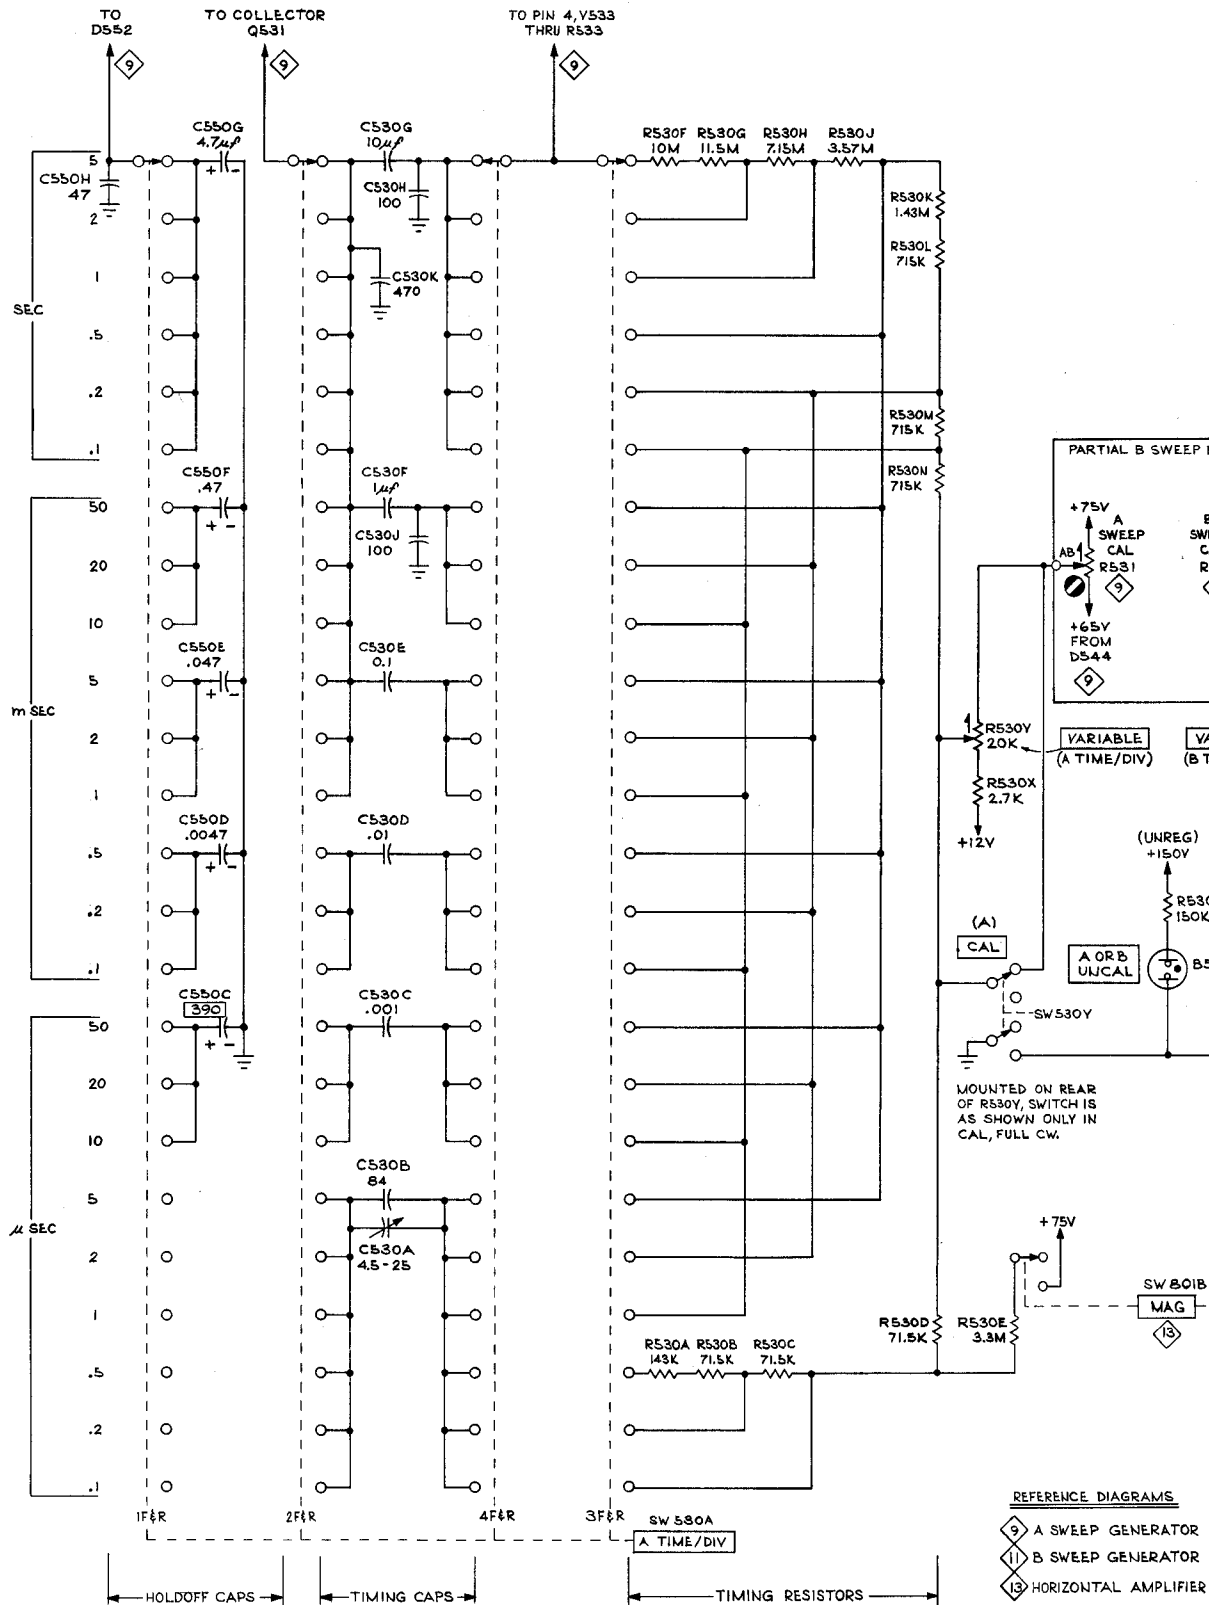 TO
D552
TO COLLECTOR
Q531
TO PIN 4, V533
THRU R533
9
9
9
C550G
4.7μf
+ -
C530G
10μf
R530F
10M
R530G
11.5M
R530H
7.15M
R530J
3.57M
5
C550H
47
C530H
100
R530K
1.43M
2
R530L
715K
1
C530K
470
SEC
.5
.2
R530M
715K
.1
R530N
715K
PARTIAL B SWEEP
C550F
.47
+ -
C530F
1μf
50
C530J
100
+75V
A
SWEEP
CAL
R531
AB
9
20
+65V
FROM
D544
9
10
C550E
.047
+ -
C530E
0.1
5
m SEC
2
R530Y
20K
VARIABLE
(A TIME/DIV)
1
R530X
2.7K
+12V
C550D
.0047
+ -
C530D
.01
.5
(UNREG)
+150V
.2
150K
(A)
CAL
A OR B
UNCAL
.1
C550C
390
+ -
C530C
.001
50
SW530Y
20
MOUNTED ON REAR
OF R530Y, SWITCH IS
AS SHOWN ONLY IN
CAL, FULL CW.
10
C530B
84
5
μ SEC
C530A
4.5-25
2
+75V
SW 801B
MAG
13
1
R530D
71.5K
R530E
3.3M
R530A
143K
R530B
71.5K
R530C
71.5K
.5
.2
.1
1F&R
2F&R
4F&R
3F&R
SW 580A
A TIME/DIV
REFERENCE DIAGRAMS
9 A SWEEP GENERATOR
11 B SWEEP GENERATOR
13 HORIZONTAL AMPLIFIER
HOLDOFF CAPS
TIMING CAPS
TIMING RESISTORS